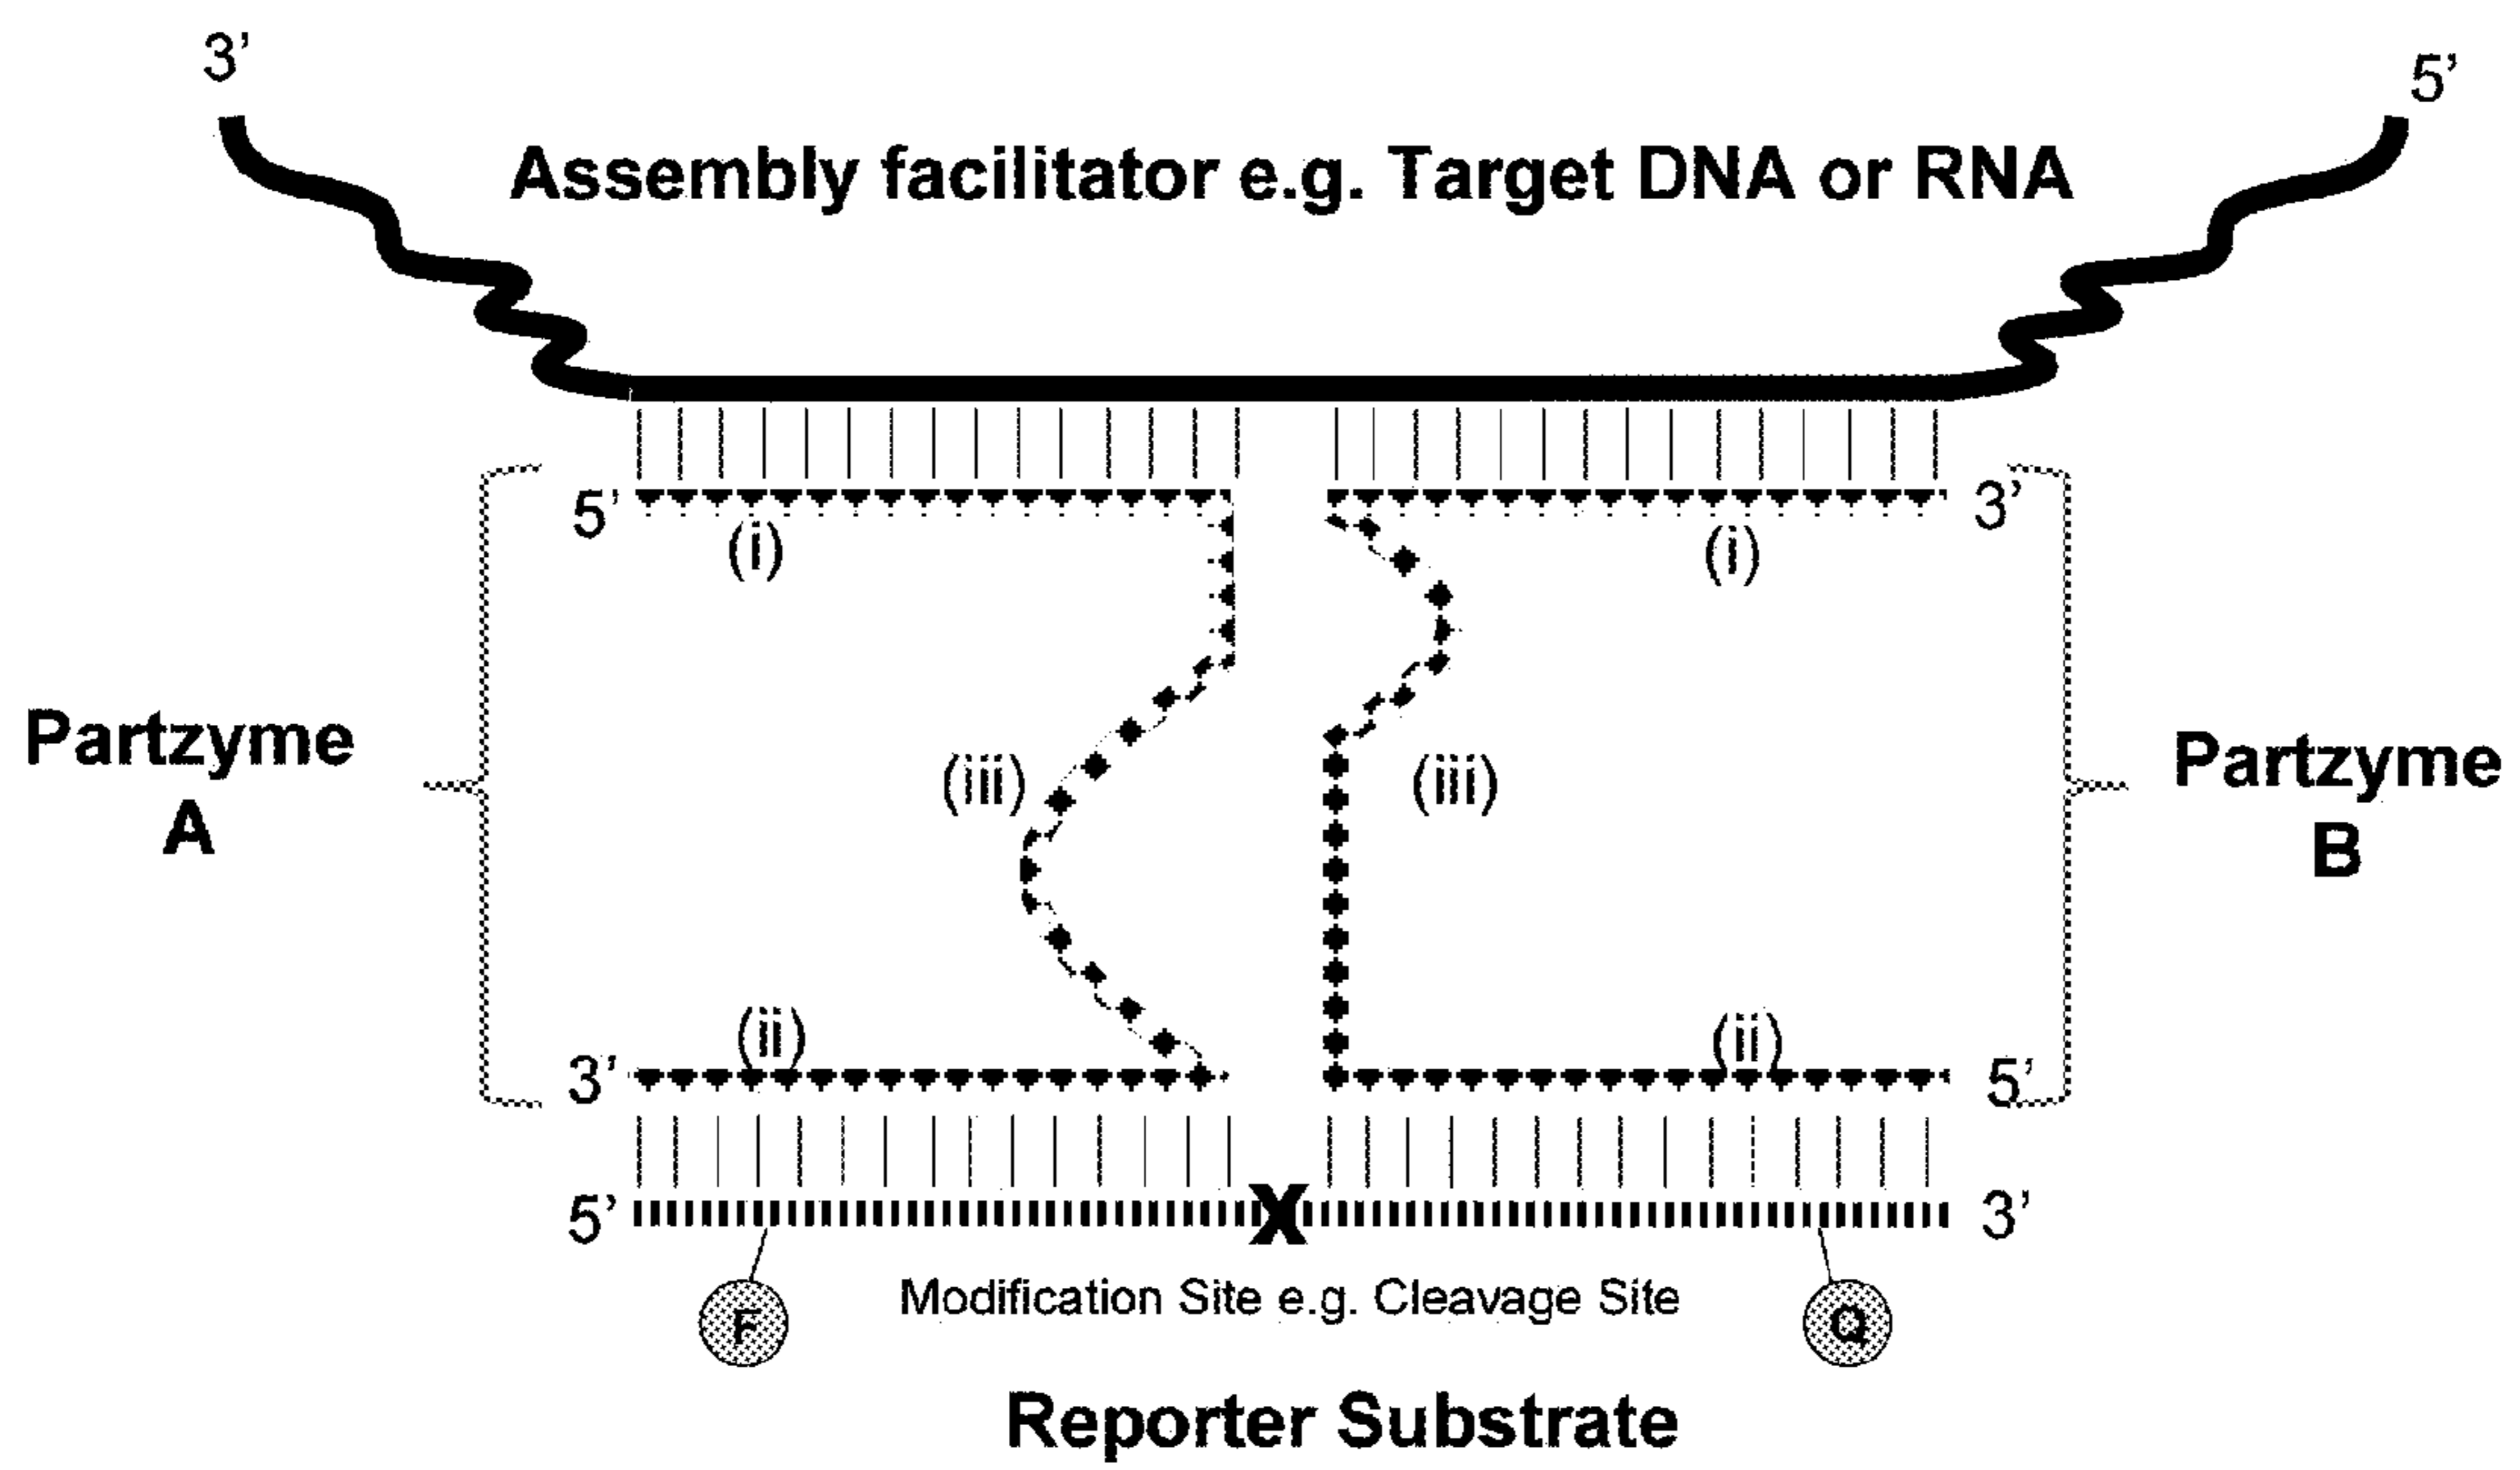 3’
5’
Assembly facilitator e.g. Target DNA or RNA
5’
3’
(i)
(i)
Partzyme
A
(iii)
(iii)
Partzyme
B
(ii)
(ii)
3’
5’
5’
X
3’
F
Modification Site e.g. Cleavage Site
Q
Reporter Substrate